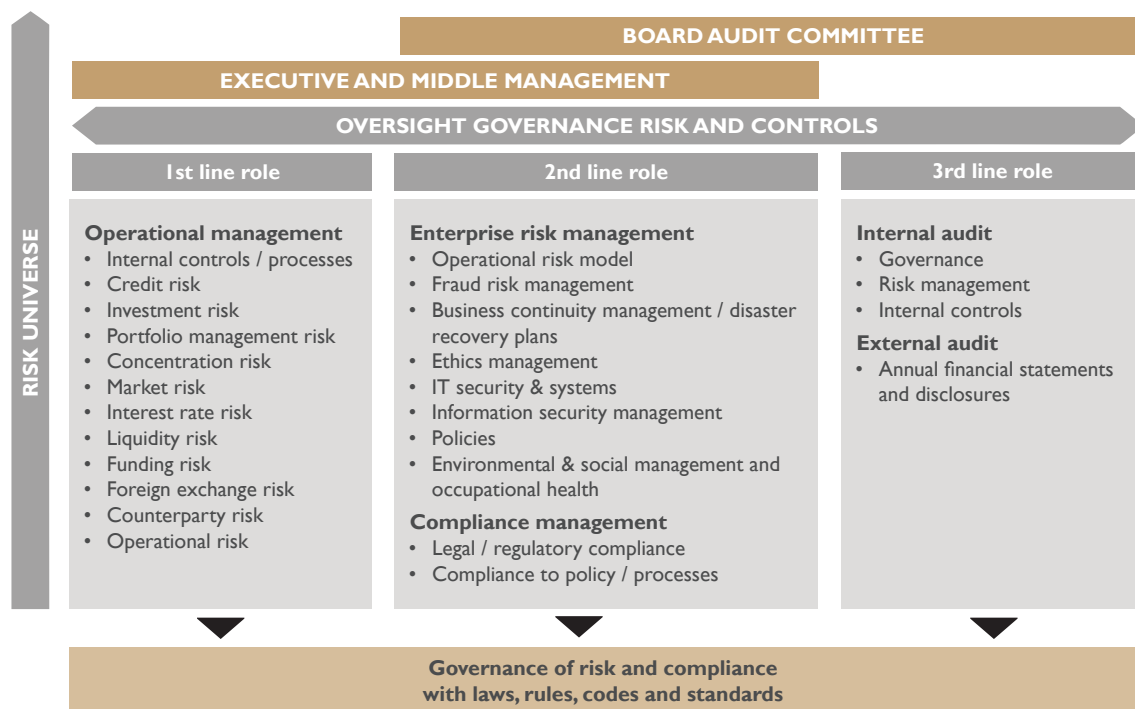 BOARD AUDIT COMMITTEE
EXECUTIVE AND MIDDLE MANAGEMENT
OVERSIGHT GOVERNANCE RISK AND CONTROLS
RISK UNIVERSE
1st line role
Operational management
• Internal controls / processes
• Credit risk
• Investment risk
• Portfolio management risk
• Concentration risk
• Market risk
• Interest rate risk
• Liquidity risk
• Funding risk
• Foreign exchange risk
• Counterparty risk
• Operational risk
2nd line role
Enterprise risk management
• Operational risk model
• Fraud risk management
• Business continuity management / disaster
recovery plans
• Ethics management
• IT security & systems
• Information security management
• Policies
• Environmental & social management and
occupational health
Compliance management
• Legal / regulatory compliance
• Compliance to policy / processes
3rd line role
Internal audit
• Governance
• Risk management
• Internal controls
External audit
• Annual financial statements
and disclosures
Governance of risk and compliance
with laws, rules, codes and standards